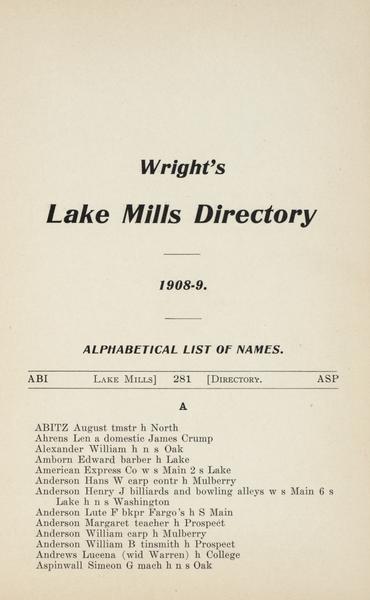 Wright's
Lake Mills Directory
1908-9.
ALPHABETICAL LIST OF NAMES.
ABI LAKE MILLS] 281 [DIRECTORY. ASP
A
ABITZ August tmstr h North
Ahrens Len a domestic James Crump
Alexander William h n s Oak
Amborn Edward barber h Lake
American Express Co w s Main 2 s Lake
Anderson Hans W carp contr h Mulberry
Anderson Henry J billiards and bowling alleys w s Main 6 s
Lake h n s Washington
Anderson Lute F bkpr Fargo's h S Main
Anderson Margaret teacher h Prospect
Anderson William carp h Mulberry
Anderson William B tinsmith h Prospect
Andrews Lucena (wid Warren) h College
Aspinwall Simeon G mach h n s Oak